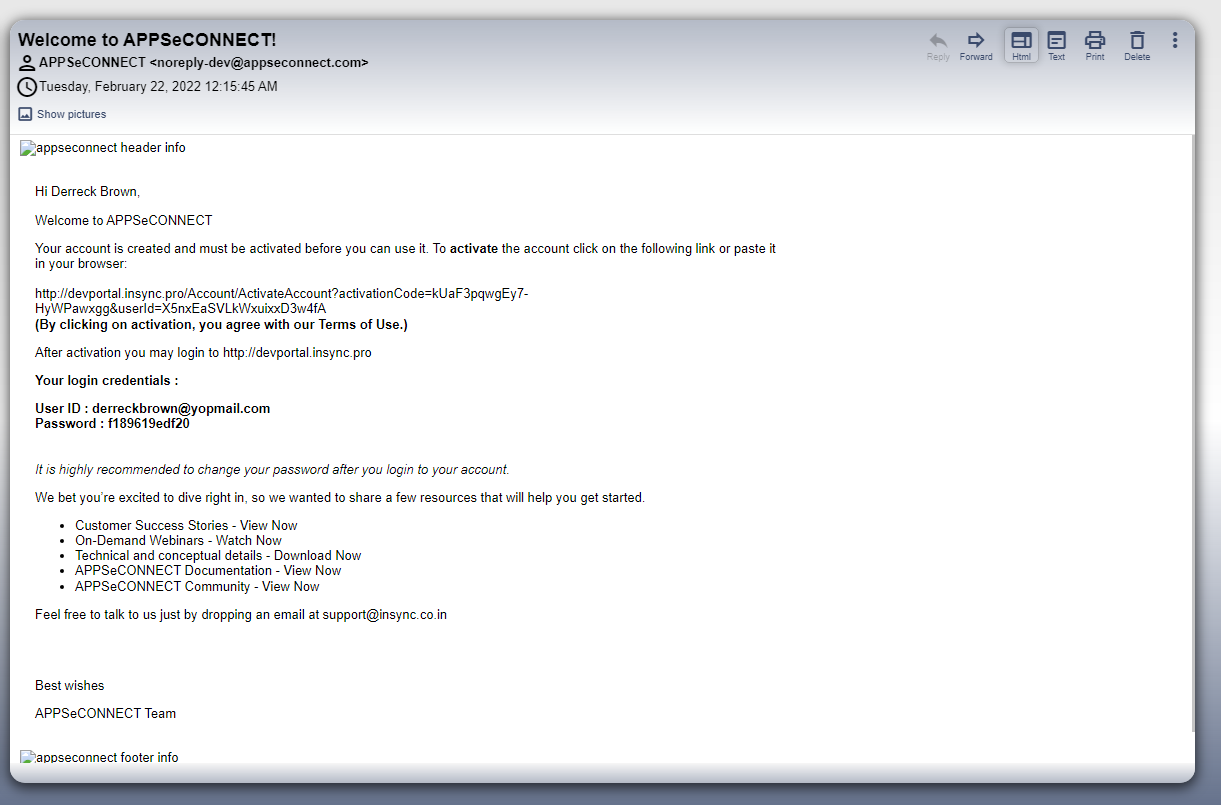 Welcome to APPSeCONNECT!
APPSeCONNECT <noreply-dev@appseconnect.com>
Tuesday, February 22, 2022 12:15:45 AM
Show pictures
Reply
Forward
Html
Text
Print
Delete
appseconnect header info
Hi Derreck Brown,
Welcome to APPSeCONNECT
Your account is created and must be activated before you can use it. To activate the account click on the following link or paste it
in your browser:
http://devportal.insync.pro/Account/ActivateAccount?activationCode=kUaF3pqwgEy7-
HyWPawxgg&userId=X5nxEaSVLkWxuixxD3w4fA
(By clicking on activation, you agree with our Terms of Use.)
After activation you may login to http://devportal.insync.pro
Your login credentials :
User ID : derreckbrown@yopmail.com
Password : f189619edf20
It is highly recommended to change your password after you login to your account.
We bet you’re excited to dive right in, so we wanted to share a few resources that will help you get started.
• Customer Success Stories - View Now
• On-Demand Webinars - Watch Now
• Technical and conceptual details - Download Now
• APPSeCONNECT Documentation - View Now
• APPSeCONNECT Community - View Now
Feel free to talk to us just by dropping an email at support@insync.co.in
Best wishes
APPSeCONNECT Team
appseconnect footer info